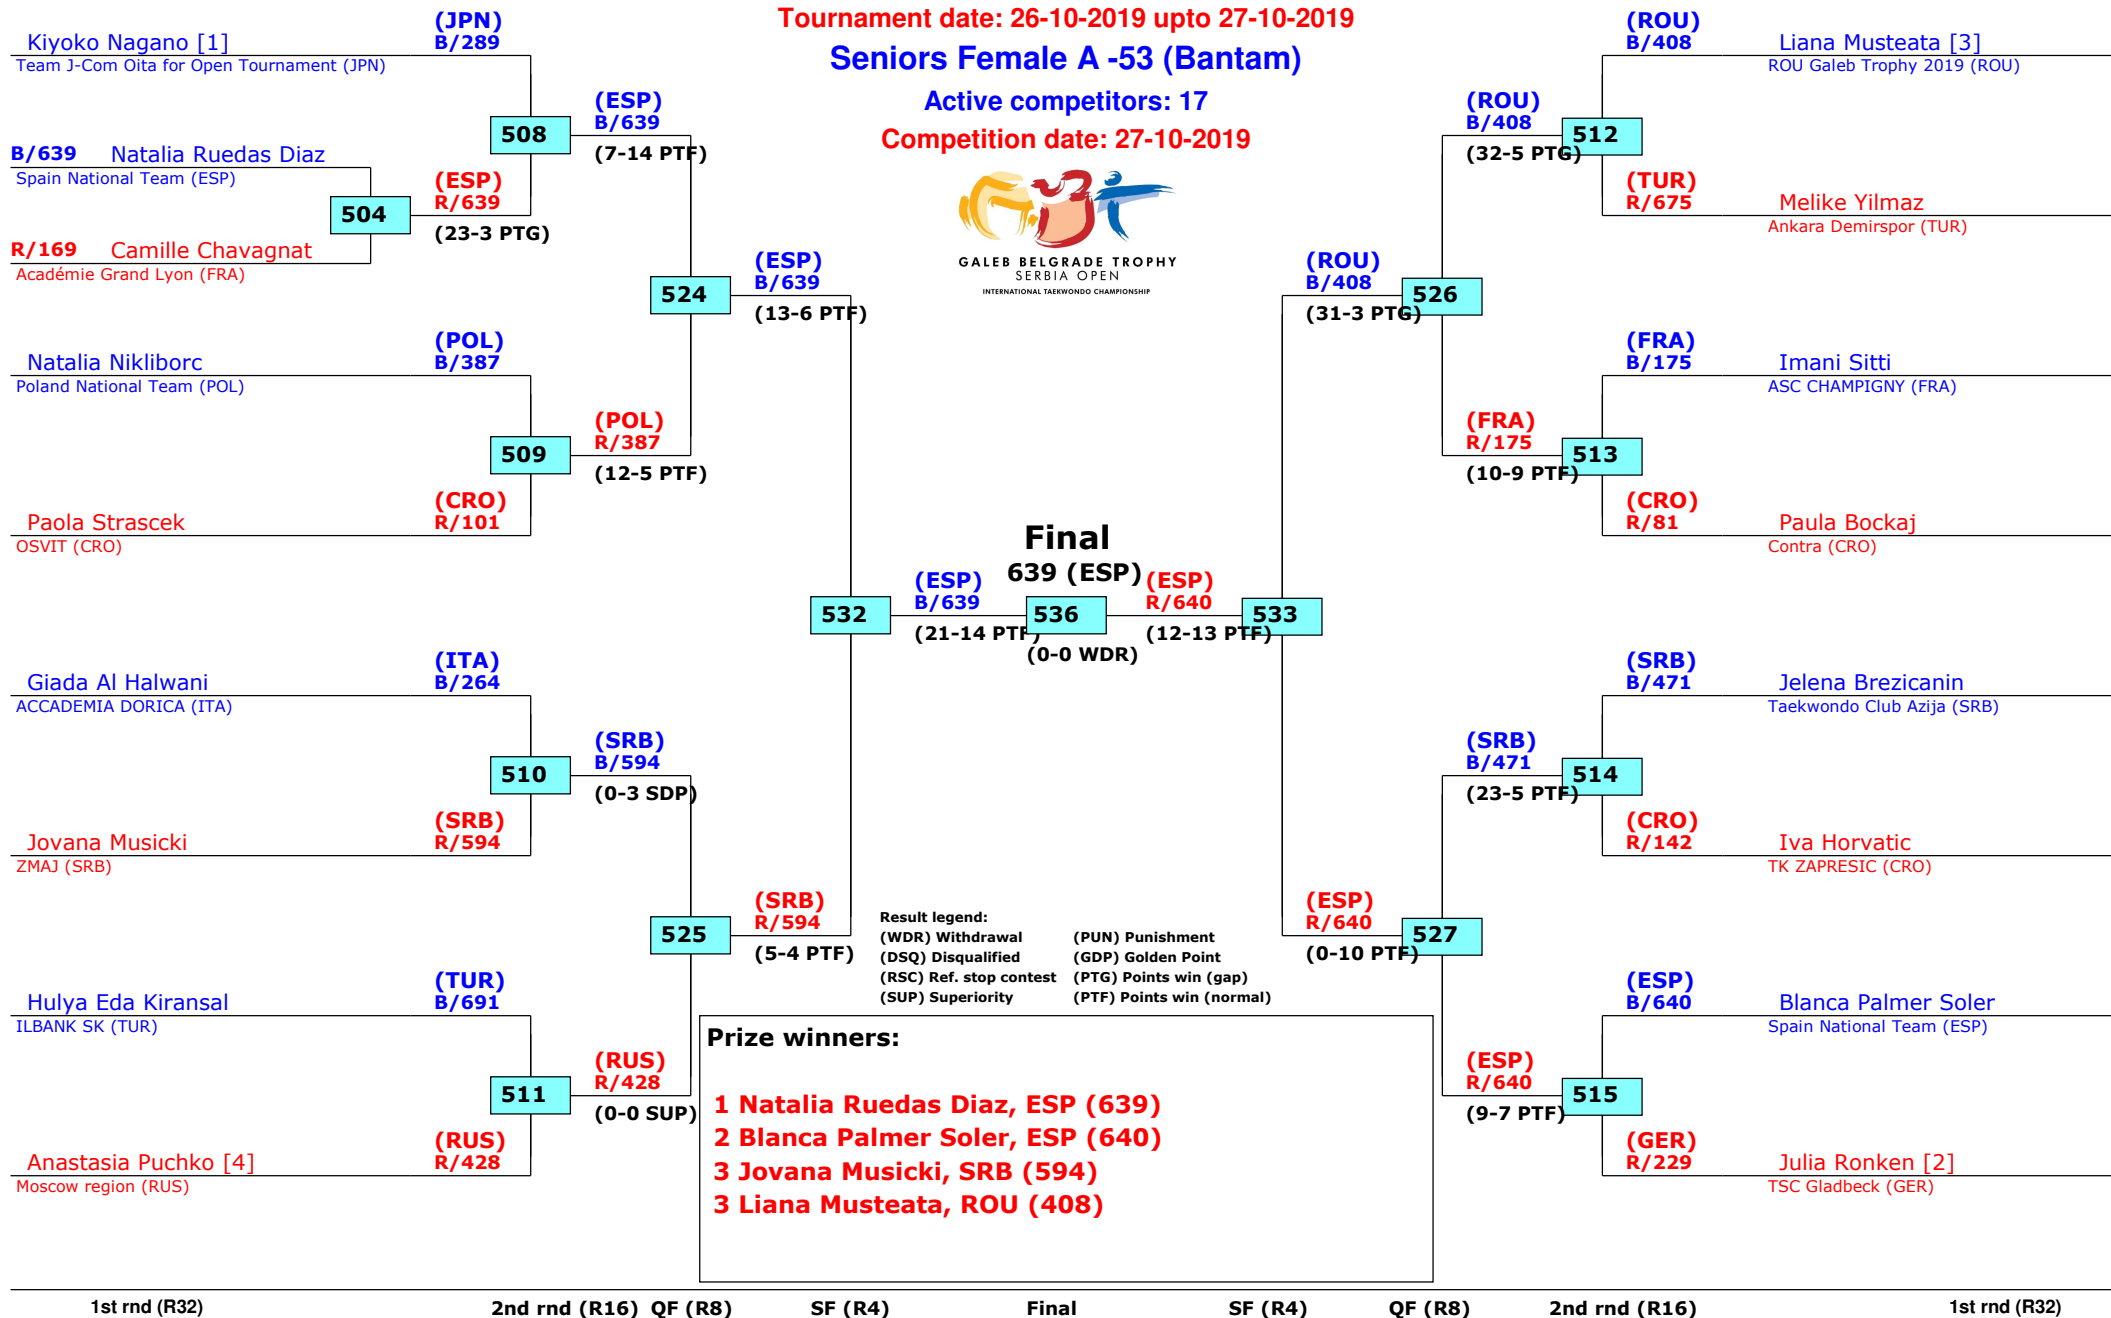 Tournament date: 26-10-2019 upto 27-10-2019
Seniors Female A -53 (Bantam)
Active competitors: 17
Competition date: 27-10-2019
GALEB BELGRADE TROPHY
SERBIA OPEN
INTERNATIONAL TAEKWONDO CHAMPIONSHIP
Kiyoko Nagano [1]
Team J-Com Oita for Open Tournament (JPN)
(JPN)
B/289
B/639 Natalia Ruedas Diaz
Spain National Team (ESP)
504
R/169 Camille Chavagnat
Académie Grand Lyon (FRA)
(ESP)
R/639
(23-3 PTG)
508
(ESP)
B/639
(7-14 PTF)
Natalia Nikliborc
Poland National Team (POL)
(POL)
B/387
509
(POL)
R/387
(12-5 PTF)
Paola Strascek
OSVIT (CRO)
(CRO)
R/101
524
(ESP)
B/639
(13-6 PTF)
Giada Al Halwani
ACCADEMIA DORICA (ITA)
(ITA)
B/264
510
(SRB)
B/594
(0-3 SDP)
Jovana Musicki
ZMAJ (SRB)
(SRB)
R/594
525
(SRB)
R/594
(5-4 PTF)
Hulya Eda Kiransal
ILBANK SK (TUR)
(TUR)
B/691
511
(RUS)
R/428
(0-0 SUP)
Anastasia Puchko [4]
Moscow region (RUS)
(RUS)
R/428
532
(ESP)
B/639
(21-14 PTF)
Final
639 (ESP)
536
(0-0 WDR)
(ESP)
R/640
(12-13 PTF)
533
(ROU)
B/408
(31-3 PTG)
526
(ROU)
B/408
(32-5 PTG)
512
(ROU)
B/408
Liana Musteata [3]
ROU Galeb Trophy 2019 (ROU)
(TUR)
R/675
Melike Yilmaz
Ankara Demirspor (TUR)
(FRA)
R/175
(10-9 PTF)
513
(FRA)
B/175
Imani Sitti
ASC CHAMPIGNY (FRA)
(CRO)
R/81
Paula Bockaj
Contra (CRO)
(ESP)
R/640
(0-10 PTF)
527
(SRB)
B/471
(23-5 PTF)
514
(SRB)
B/471
Jelena Brezicanin
Taekwondo Club Azija (SRB)
(CRO)
R/142
Iva Horvatic
TK ZAPRESIC (CRO)
(ESP)
R/640
(9-7 PTF)
515
(ESP)
B/640
Blanca Palmer Soler
Spain National Team (ESP)
(GER)
R/229
Julia Ronken [2]
TSC Gladbeck (GER)
Result legend:
(WDR) Withdrawal (PUN) Punishment
(DSQ) Disqualified (GDP) Golden Point
(RSC) Ref. stop contest (PTG) Points win (gap)
(SUP) Superiority (PTF) Points win (normal)
Prize winners:
1 Natalia Ruedas Diaz, ESP (639)
2 Blanca Palmer Soler, ESP (640)
3 Jovana Musicki, SRB (594)
3 Liana Musteata, ROU (408)
1st rnd (R32) 2nd rnd (R16) QF (R8) SF (R4) Final SF (R4) QF (R8) 2nd rnd (R16) 1st rnd (R32)